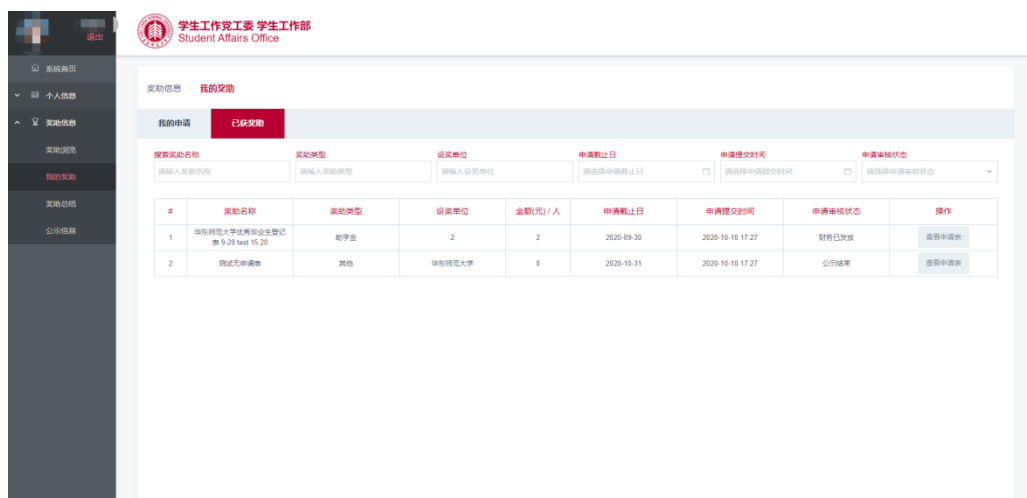 退出
学生工作党工委 学生工作部
Student Affairs Office
系统首页
个人信息
奖助信息
奖助浏览
我的奖助
奖助总结
公示信息
奖助信息 > 我的奖助
我的申请 已获奖助
搜索奖助名称 奖助类型 设奖单位 申请截止日 申请提交时间 申请审核状态
请输入奖助名称 请输入奖助类型 请输入设奖单位 请选择申请截止日 请选择申请提交时间 请选择申请审核状态
# 奖助名称 奖助类型 设奖单位 金额(元) / 人 申请截止日 申请提交时间 申请审核状态 操作
1 华东师范大学优秀毕业生登记 助学金 2 2 2020-09-30 2020-10-10 17:27 财务已发放 查看申请表
表 9-28 test 15.20
2 测试无申请表 其他 华东师范大学 0 2020-10-31 2020-10-10 17:27 公示结束 查看申请表